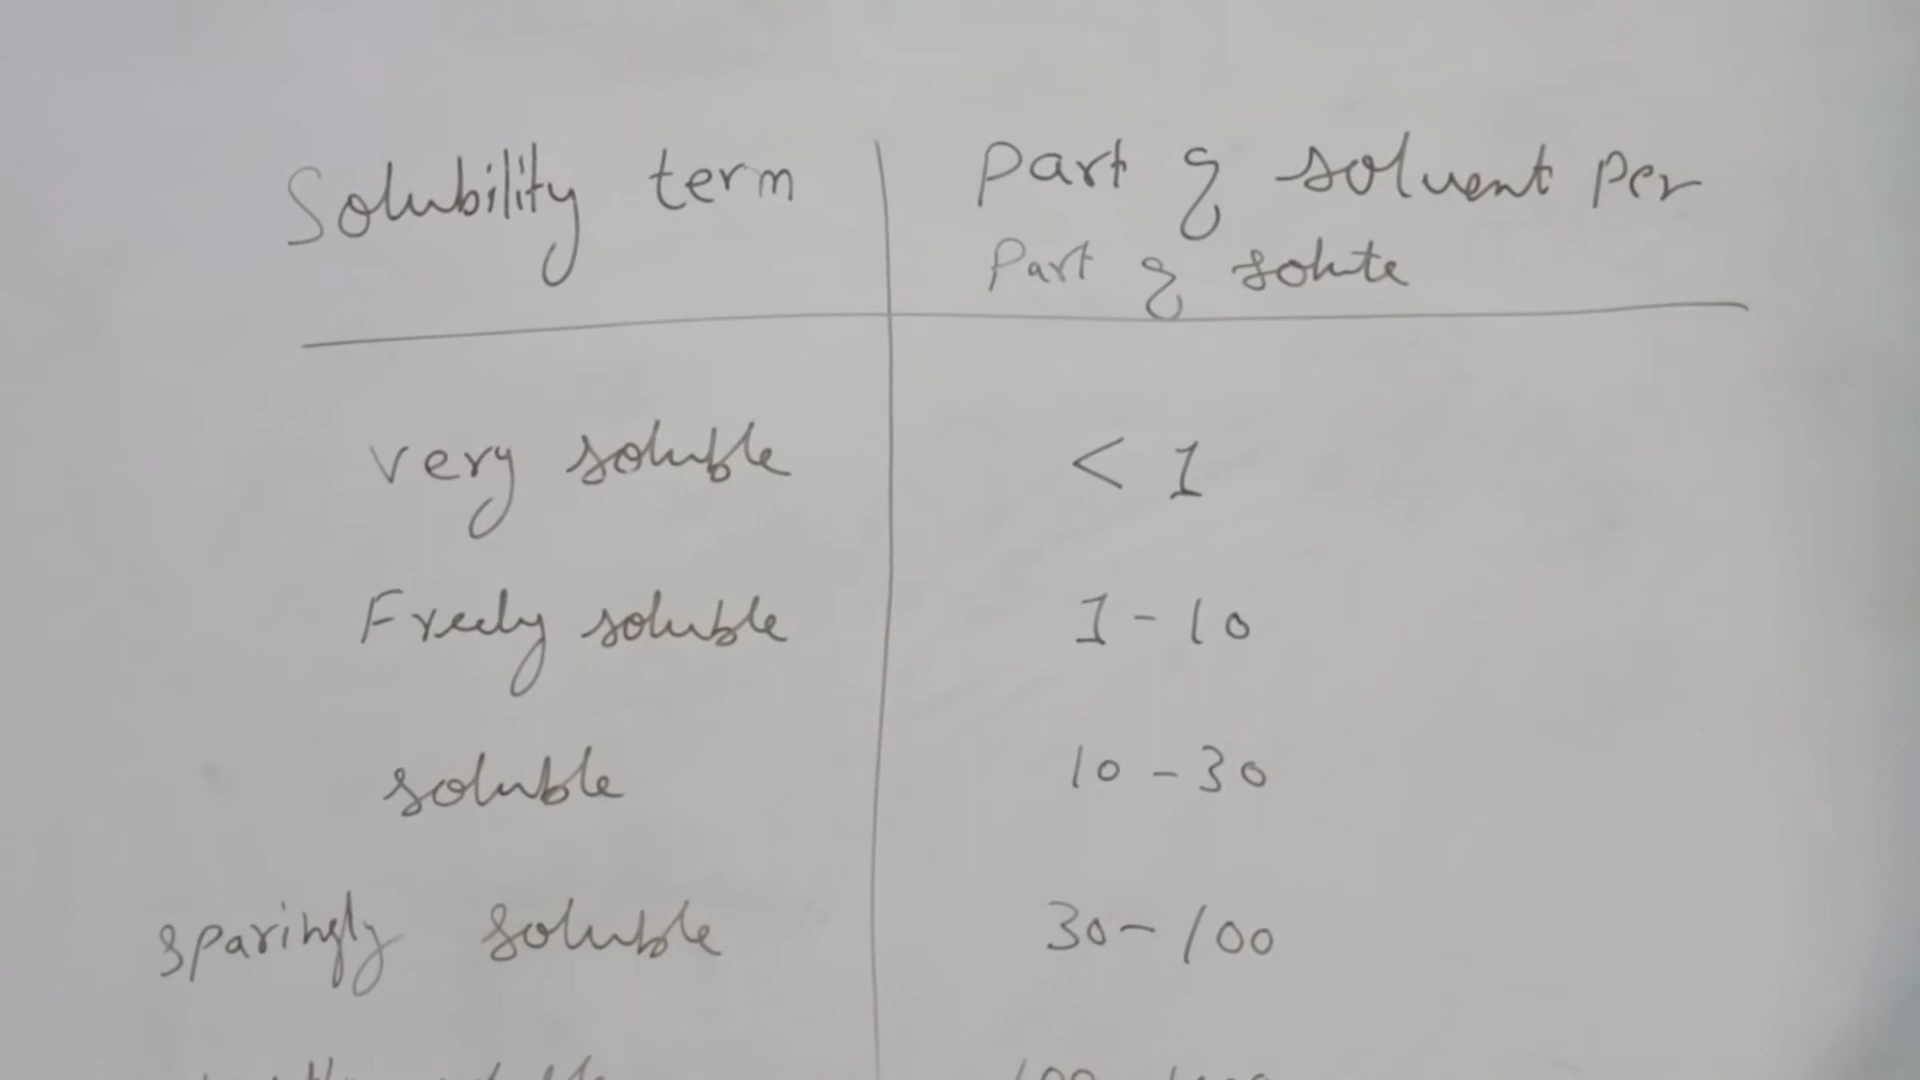 Solubility term
Part of solvent per
Part of solute
very soluble
< 1
Freely soluble
1 - 10
soluble
10 - 30
sparingly soluble
30 - 100